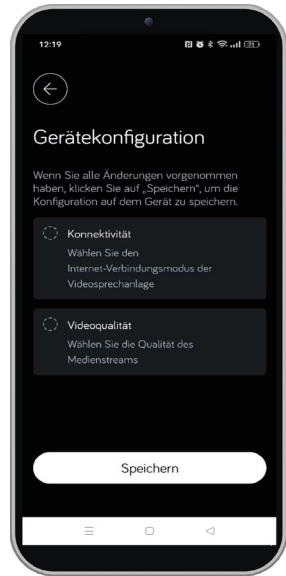 12:19
71
Gerätekonfiguration
Wenn Sie alle Änderungen vorgenommen
haben, klicken Sie auf „Speichern", um die
Konfiguration auf dem Gerät zu speichern.
Konnektivität
Wählen Sie den
Internet-Verbindungsmodus der
Videosprechanlage
Videoqualität
Wählen Sie die Qualität des
Medienstreams
Speichern